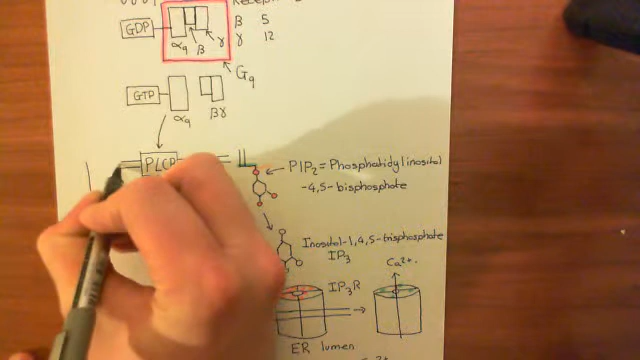 GDP
αq
β
γ
β 5
γ 12
Gq
GTP
αq
βγ
PLCβ
PIP2 = Phosphatidylinositol
-4,5-bisphosphate
Inositol-1,4,5-trisphosphate
IP3
Ca2+.
IP3R
ER lumen